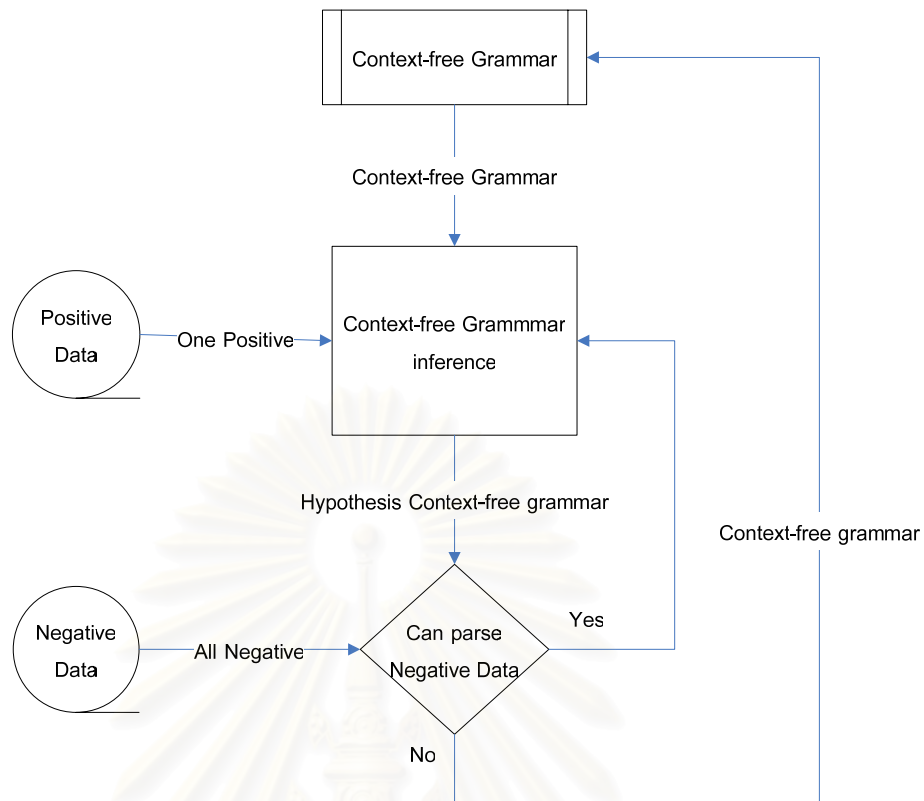 Context-free Grammar
Context-free Grammar
Positive
Data
One Positive
Context-free Grammmar
inference
Hypothesis Context-free grammar
Context-free grammar
Negative
Data
All Negative
Can parse
Negative Data
Yes
No